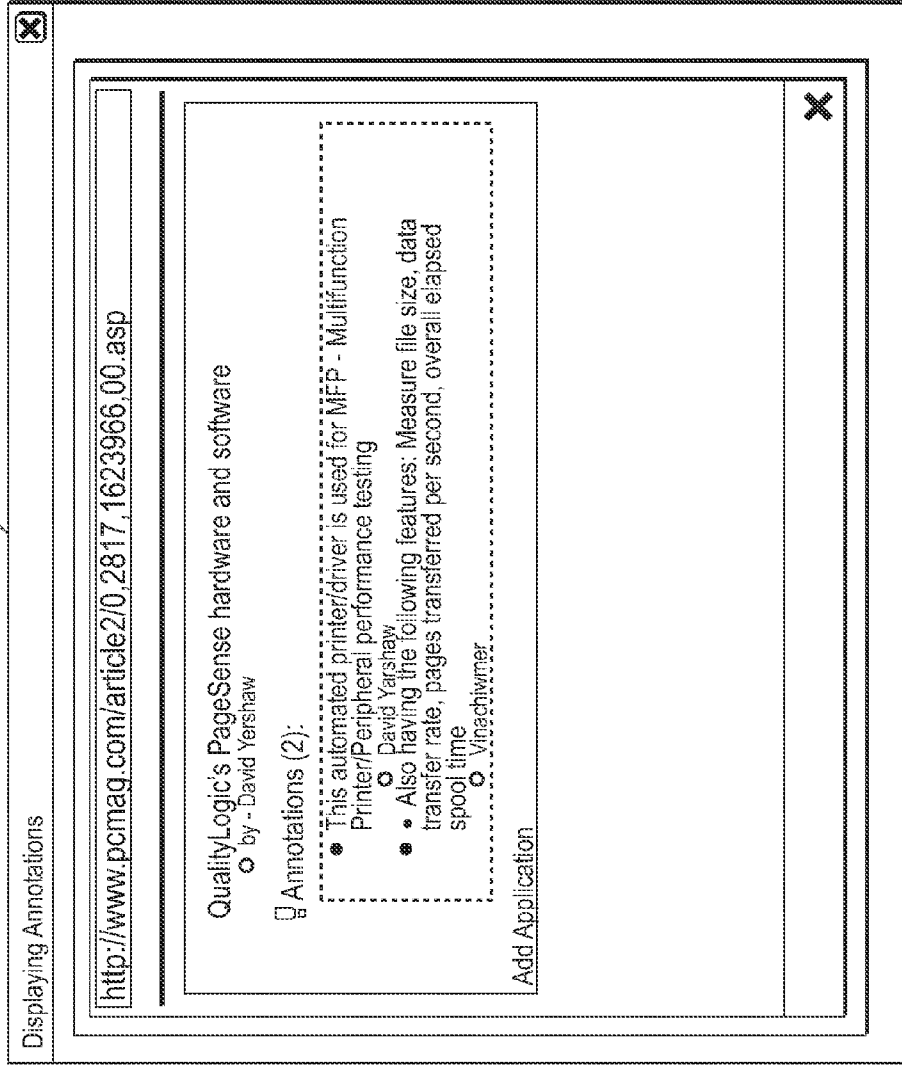 Displaying Annotations
http://www.pcmag.com/article2/0,2817,1623966,00.asp
QualityLogic's PageSense hardware and software
by - David Yershaw
Annotations (2):
• This automated printer/driver is used for MFP - Multifunction
Printer/Peripheral performance testing
David Yarshaw
• • Also having the following features: Measure file size, data
transfer rate, pages transferred per second, overall elapsed
spool time
Vinachiwmer
Add Application